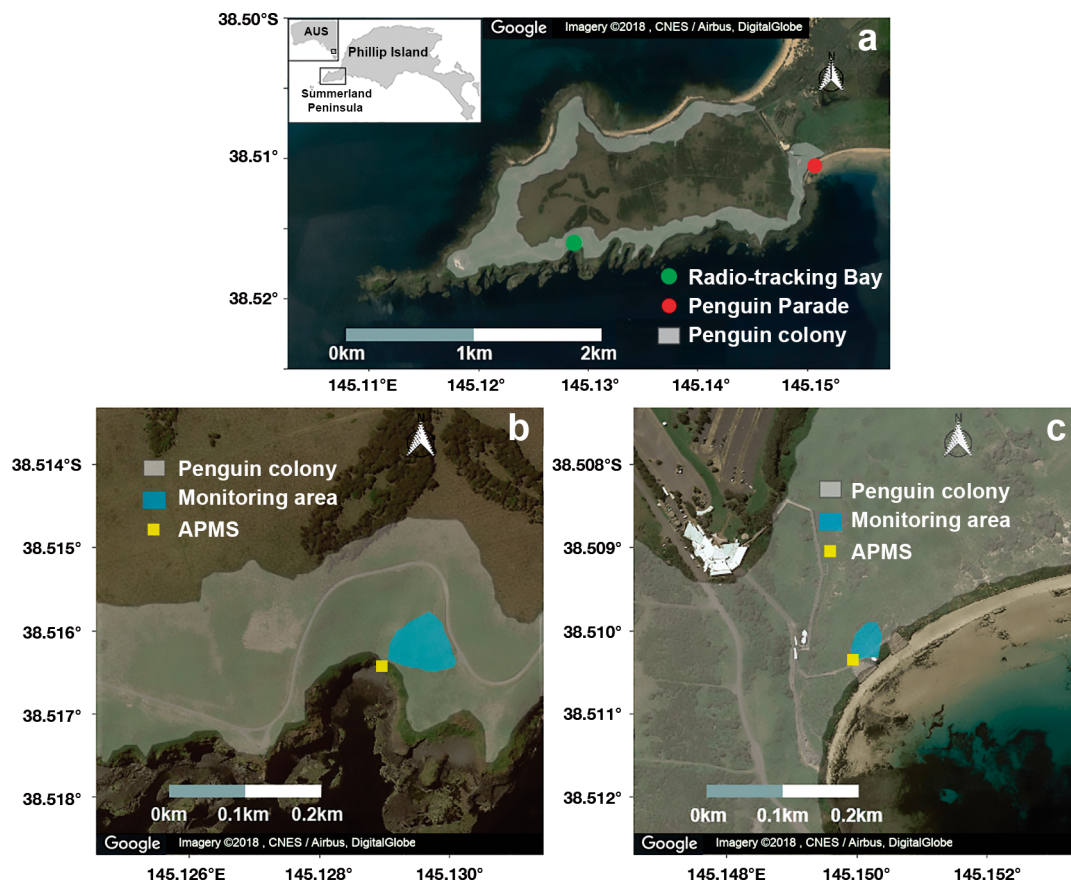 38.50°S
Google Imagery ©2018 , CNES / Airbus, DigitalGlobe
AUS
Phillip Island
Summerland
Peninsula
a
N
38.51°
38.52°
Radio-tracking Bay
Penguin Parade
Penguin colony
0km 1km 2km
145.11°E 145.12° 145.13° 145.14° 145.15°
b
N
38.514°S
Penguin colony
Monitoring area
APMS
38.515°
38.516°
38.517°
38.518°
0km 0.1km 0.2km
Google Imagery ©2018 , CNES / Airbus, DigitalGlobe
145.126°E 145.128° 145.130°
c
N
38.508°S
Penguin colony
Monitoring area
APMS
38.509°
38.510°
38.511°
38.512°
0km 0.1km 0.2km
Google Imagery ©2018 , CNES / Airbus, DigitalGlobe
145.148°E 145.150° 145.152°